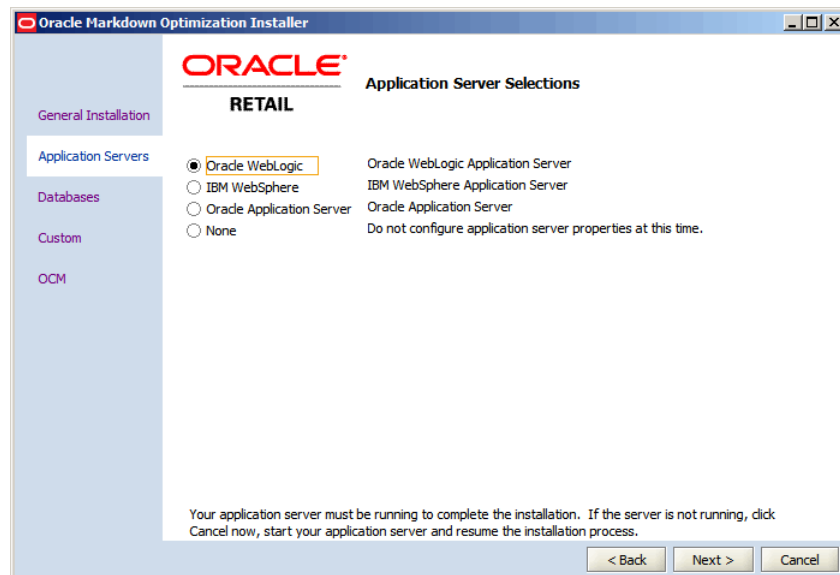 Oracle Markdown Optimization Installer
ORACLE®
RETAIL
Application Server Selections
General Installation
Application Servers
Databases
Custom
OCM
Oracle WebLogic Oracle WebLogic Application Server
IBM WebSphere IBM WebSphere Application Server
Oracle Application Server Oracle Application Server
None Do not configure application server properties at this time.
Your application server must be running to complete the installation. If the server is not running, click
Cancel now, start your application server and resume the installation process.
< Back Next > Cancel